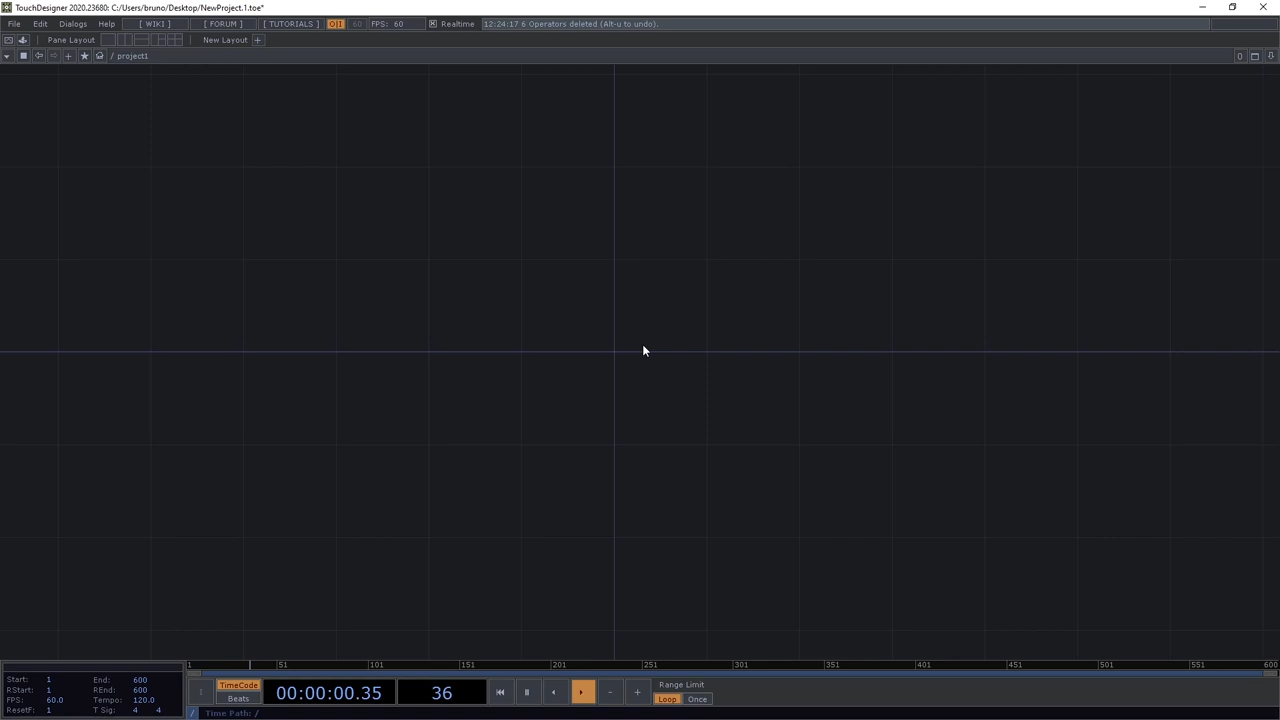 TouchDesigner 2020.23680: C:/Users/bruno/Desktop/NewProject.1.toe*
File Edit Dialogs Help [ WIKI ] [ FORUM ] [ TUTORIALS ] O|I 60 FPS: 60 Realtime 12:24:17 6 Operators deleted (Alt-u to undo).
Pane Layout New Layout +
/ project1 0
1 51 101 151 201 251 301 351 401 451 501 551 600
Start: 1 End: 600
RStart: 1 REnd: 600
FPS: 60.0 Tempo: 120.0
ResetF: 1 T Sig: 4 4
TimeCode
Beats
00:00:00.35 36
- +
Range Limit
Loop Once
/ Time Path: /